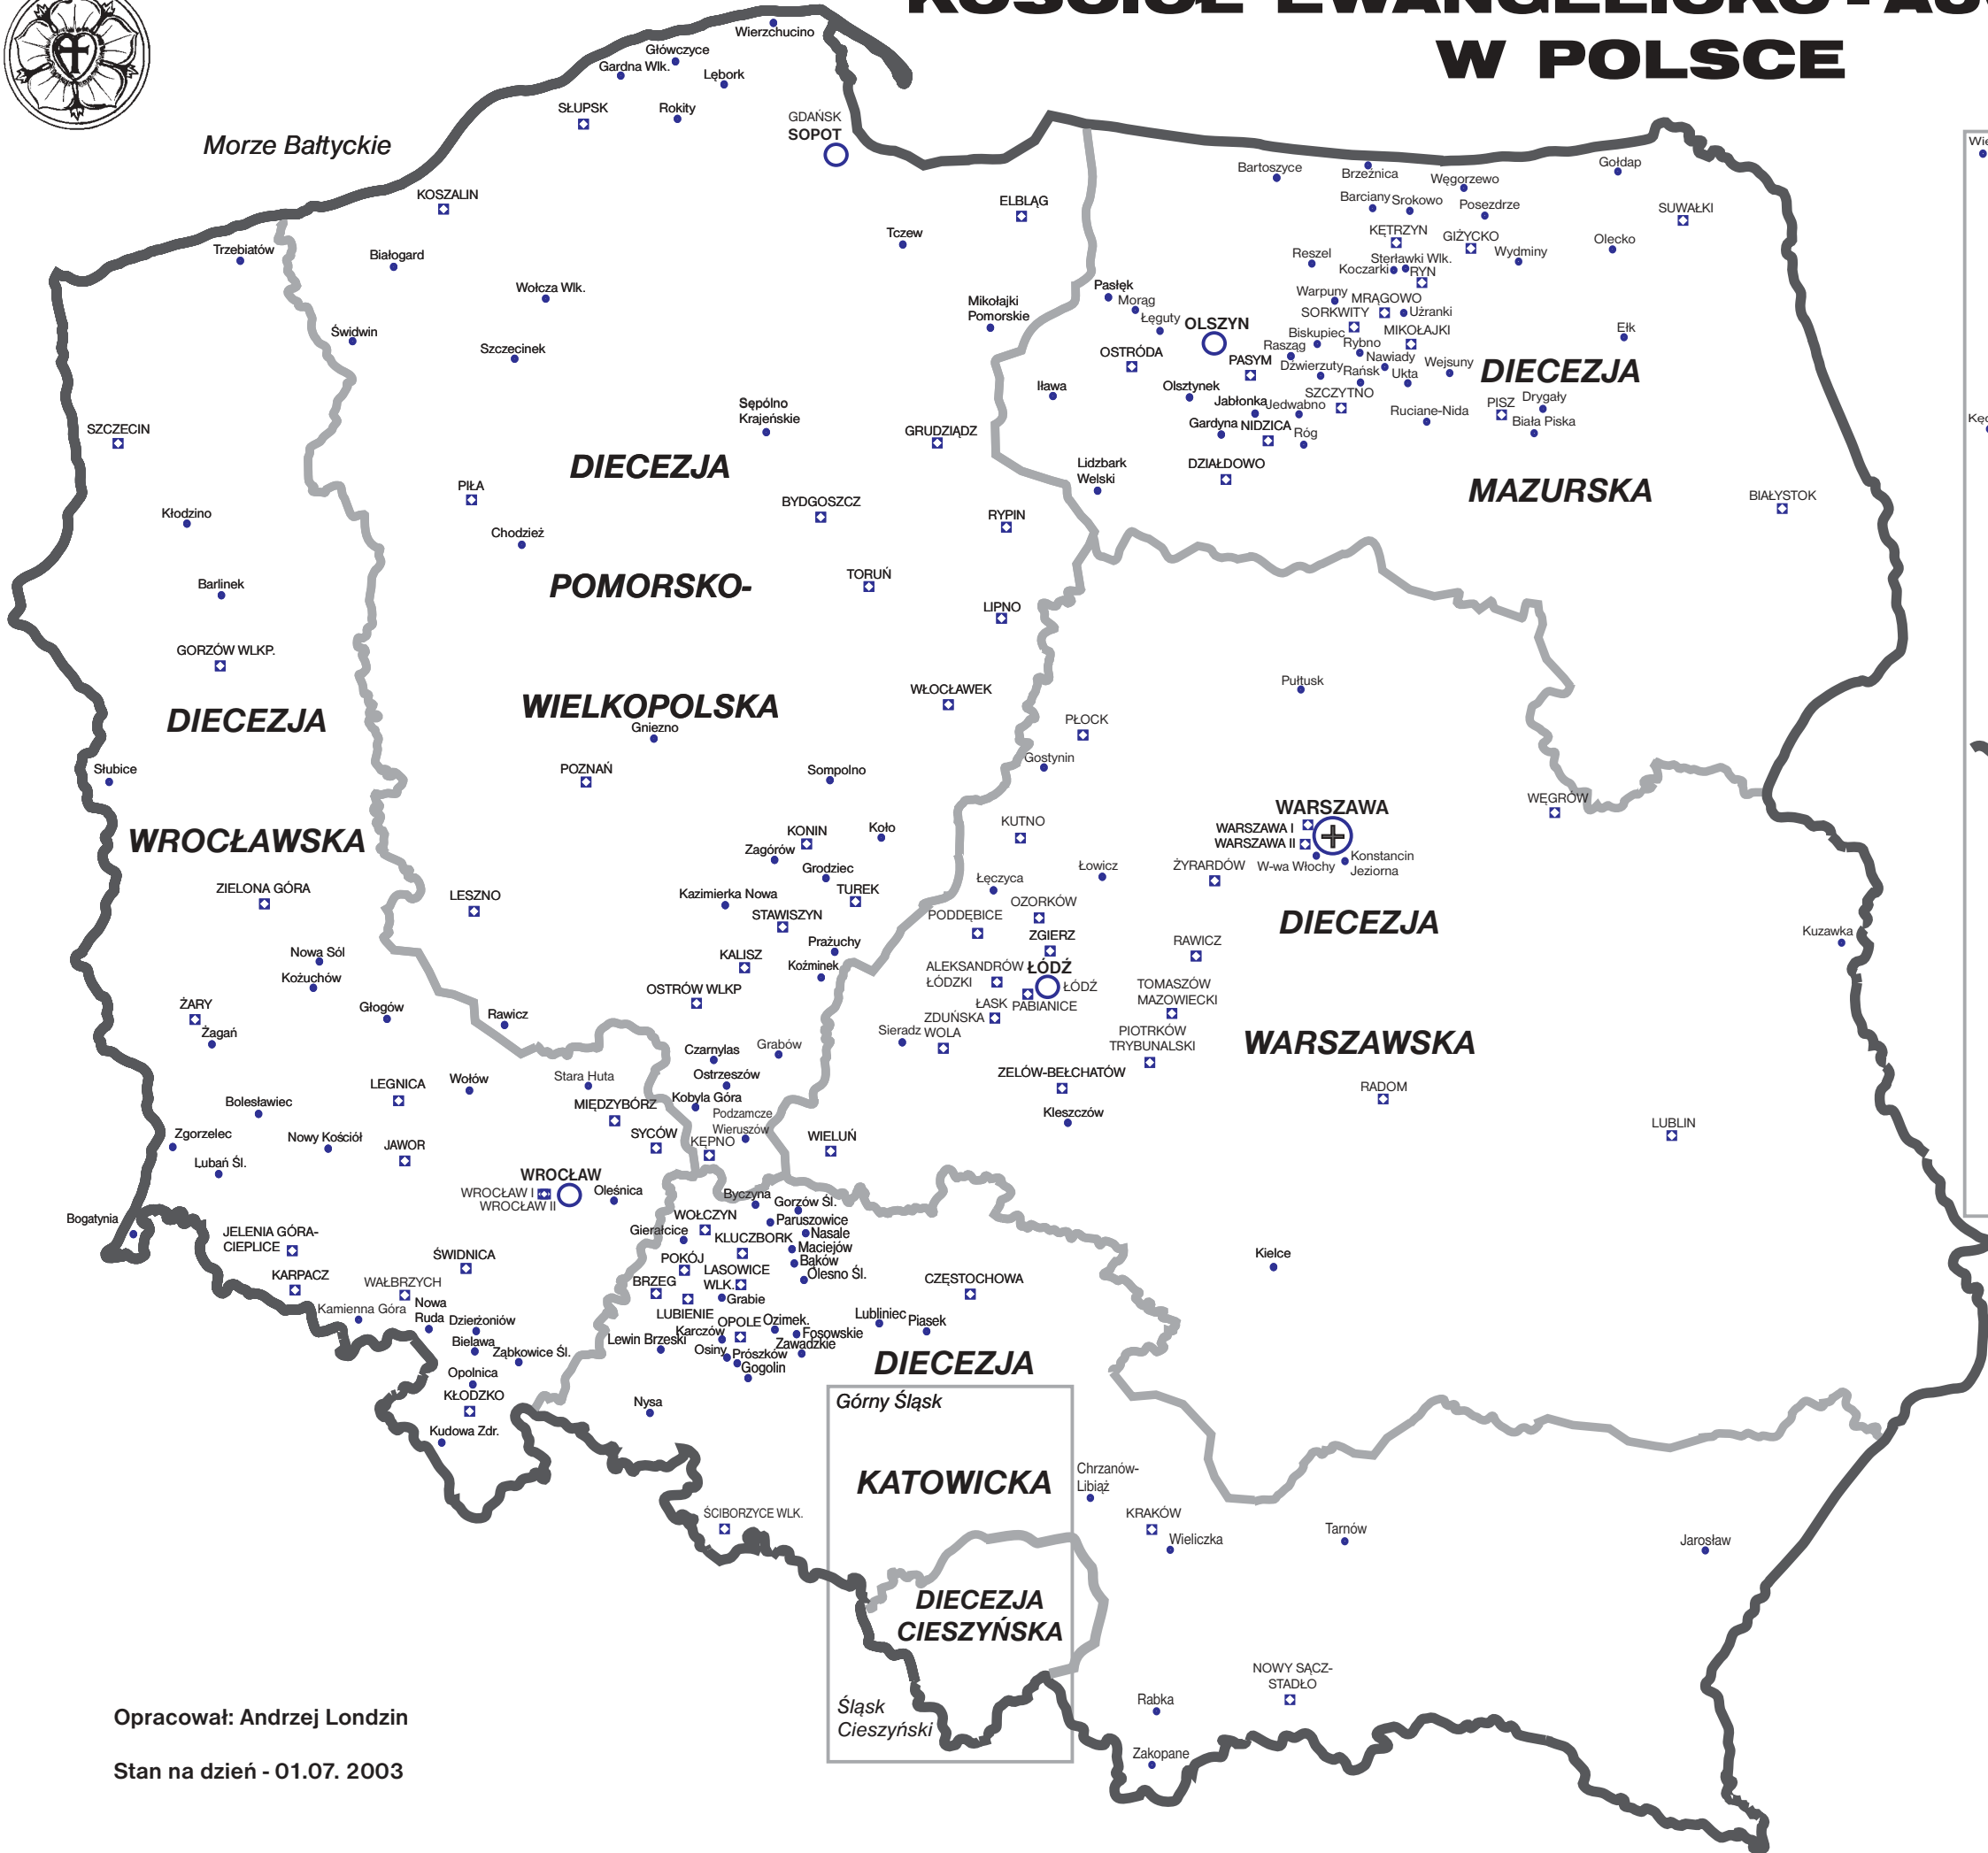 KOŚCIÓŁ EWANGELICKO - AUG
W POLSCE
Morze Bałtyckie
Wierzchucino
Główczyce
Gardna Wlk.
Lębork
SŁUPSK
Rokity
GDAŃSK
SOPOT
KOSZALIN
Trzebiatów
Białogard
Wołcza Wlk.
Świdwin
Szczecinek
Tczew
ELBLĄG
Mikołajki
Pomorskie
Sępólno
Krajeńskie
GRUDZIĄDZ
SZCZECIN
Kłodzino
Barlinek
GORZÓW WLKP.
DIECEZJA
WROCŁAWSKA
Słubice
PIŁA
Chodzież
DIECEZJA
POMORSKO-
WIELKOPOLSKA
BYDGOSZCZ
RYPIN
TORUŃ
LIPNO
WŁOCŁAWEK
Gniezno
POZNAŃ
Sompolno
KONIN
Koło
Zagórów
Grodziec
Kazimierka Nowa
TUREK
STAWISZYN
Prażuchy
KALISZ
Koźminek
OSTRÓW WLKP
LESZNO
Rawicz
Czarnylas
Grabów
Ostrzeszów
Kobyla Góra
Podzamcze
Wieruszów
KĘPNO
WIELUŃ
Bartoszyce
Brzeźnica
Węgorzewo
Gołdap
Barciany
Srokowo
Posezdrze
SUWAŁKI
KĘTRZYN
GIŻYCKO
Wydminy
Olecko
Reszel
Sterławki Wlk.
Koczarki
RYN
Pasłęk
Morąg
Łęguty
OLSZYN
Warpuny
MRĄGOWO
SORKWITY
Użranki
Biskupiec
MIKOŁAJKI
Ełk
Rasząg
Rybno
OSTRÓDA
PASYM
Nawiady
Wejsuny
Dźwierzuty
Rańsk
Ukta
DIECEZJA
MAZURSKA
Iława
Olsztynek
SZCZYTNO
Jabłonka
Jedwabno
Ruciane-Nida
PISZ
Drygały
Biała Piska
Gardyna
NIDZICA
Róg
Lidzbark
Welski
DZIAŁDOWO
BIAŁYSTOK
Pułtusk
PŁOCK
Gostynin
KUTNO
WARSZAWA
WARSZAWA I
WARSZAWA II
W-wa Włochy
Konstancin
Jeziorna
WĘGRÓW
Łęczyca
Łowicz
ŻYRARDÓW
OZORKÓW
PODDĘBICE
ZGIERZ
RAWICZ
ALEKSANDRÓW
ŁÓDZKI
ŁÓDŹ
ŁÓDŹ
PABIANICE
ŁASK
ZDUŃSKA
WOLA
Sieradz
TOMASZÓW
MAZOWIECKI
PIOTRKÓW
TRYBUNALSKI
ZELÓW-BEŁCHATÓW
Kleszczów
DIECEZJA
WARSZAWSKA
RADOM
Kuzawka
LUBLIN
Kielce
ZIELONA GÓRA
Nowa Sól
Kożuchów
ŻARY
Żagań
Głogów
LEGNICA
Wołów
Stara Huta
MIĘDZYBÓRZ
SYCÓW
Bolesławiec
Zgorzelec
Nowy Kościół
JAWOR
Lubań Śl.
WROCŁAW
WROCŁAW I
WROCŁAW II
Oleśnica
Bogatynia
JELENIA GÓRA-
CIEPLICE
ŚWIDNICA
KARPACZ
WAŁBRZYCH
Kamienna Góra
Nowa
Ruda
Dzierżoniów
Bielawa
Ząbkowice Śl.
Opolnica
KŁODZKO
Kudowa Zdr.
Byczyna
Gorzów Śl.
WOŁCZYN
Paruszowice
Gierałcice
Nasale
KLUCZBORK
Maciejów
POKÓJ
Bąków
LASOWICE
WLK.
Olesno Śl.
BRZEG
Grabie
LUBIENIE
Karczów
OPOLE
Ozimek.
Fosowskie
Lewin Brzeski
Zawadzkie
Osiny
Prószków
Gogolin
Lubliniec
Piasek
CZĘSTOCHOWA
Nysa
ŚCIBORZYCE WLK.
DIECEZJA
KATOWICKA
Górny Śląsk
DIECEZJA
CIESZYŃSKA
Śląsk
Cieszyński
Chrzanów-
Libiąż
KRAKÓW
Wieliczka
Tarnów
Jarosław
NOWY SĄCZ-
STADŁO
Rabka
Zakopane
Opracował: Andrzej Londzin
Stan na dzień - 01.07. 2003